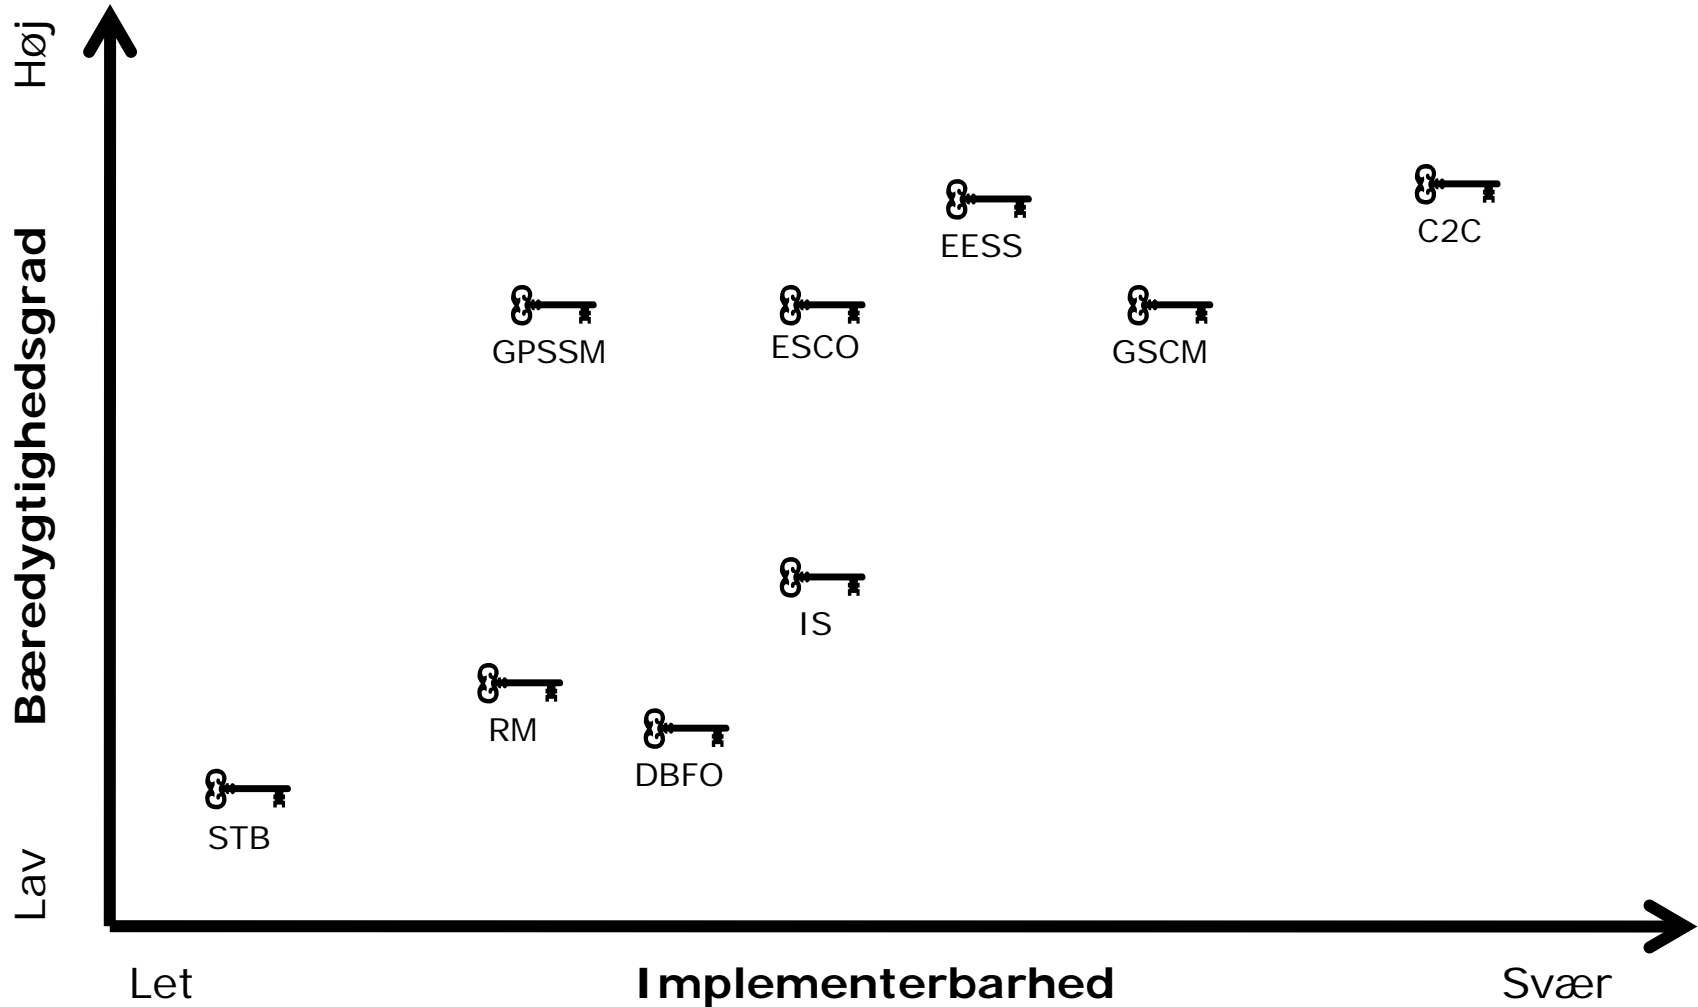 Høj
Bæredygtighedsgrad
Lav
EESS
C2C
GPSSM
ESCO
GSCM
IS
RM
DBFO
STB
Let
Implementerbarhed
Svær